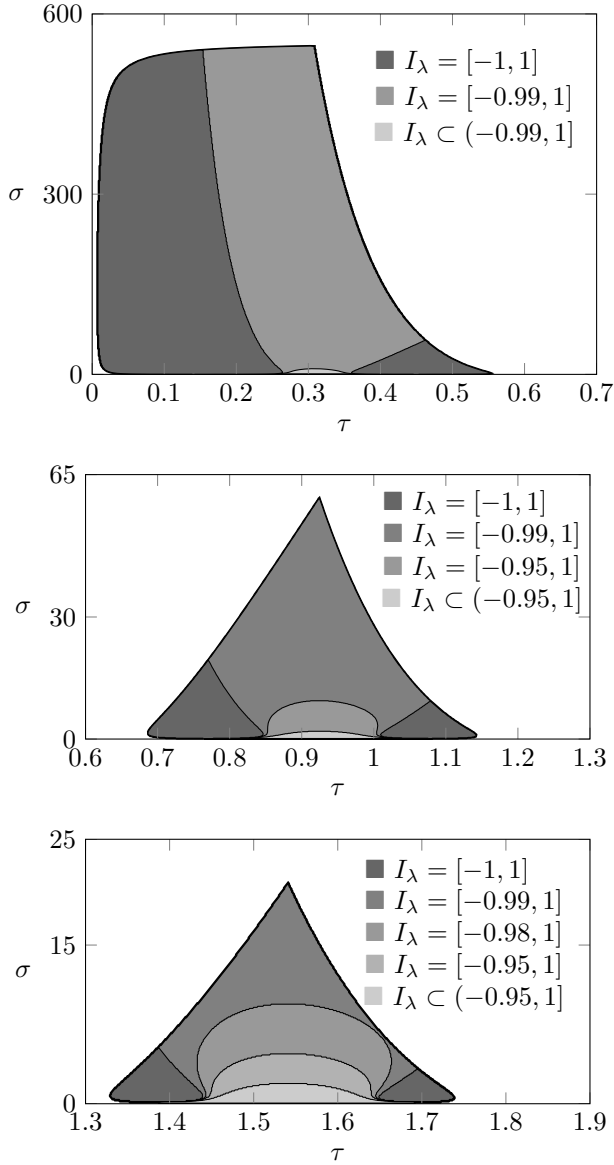 600
I_λ = [−1, 1]
I_λ = [−0.99, 1]
I_λ ⊂ (−0.99, 1]
σ
300
0
0 0.1 0.2 0.3 0.4 0.5 0.6 0.7
τ
65
I_λ = [−1, 1]
I_λ = [−0.99, 1]
I_λ = [−0.95, 1]
I_λ ⊂ (−0.95, 1]
σ
30
0
0.6 0.7 0.8 0.9 1 1.1 1.2 1.3
τ
25
I_λ = [−1, 1]
I_λ = [−0.99, 1]
I_λ = [−0.98, 1]
I_λ = [−0.95, 1]
I_λ ⊂ (−0.95, 1]
σ
15
0
1.3 1.4 1.5 1.6 1.7 1.8 1.9
τ